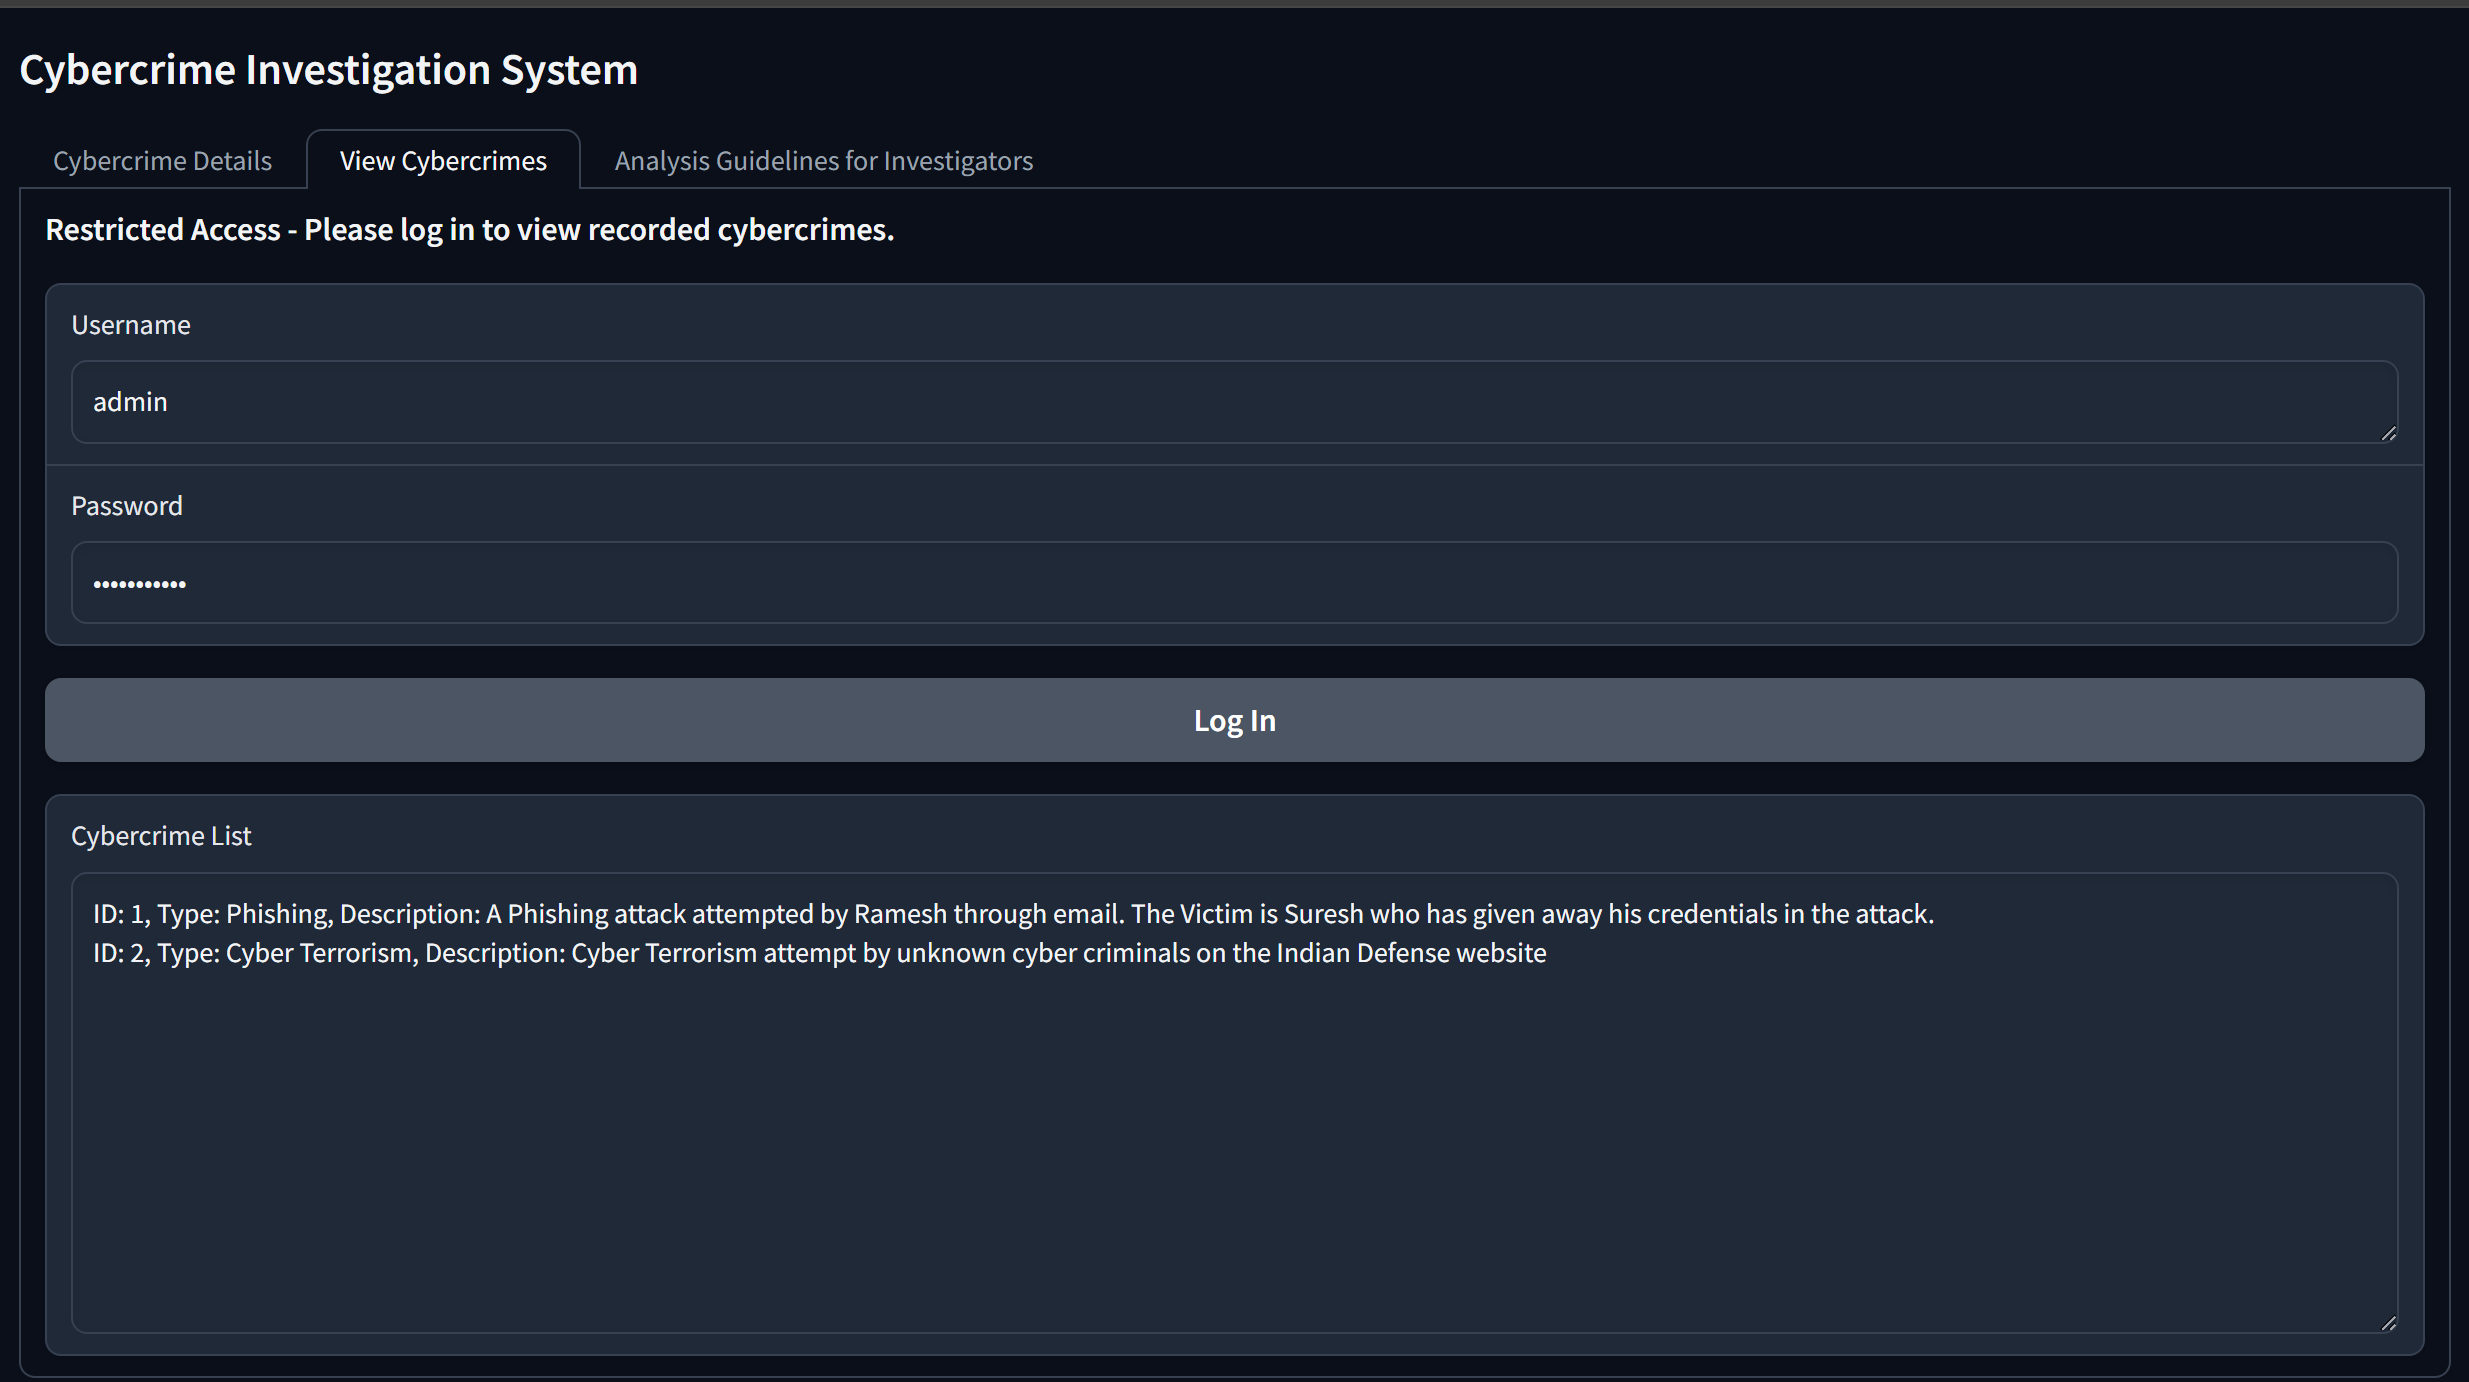 Cybercrime Investigation System
Cybercrime Details
View Cybercrimes
Analysis Guidelines for Investigators
Restricted Access - Please log in to view recorded cybercrimes.
Username
admin
Password
•••••••••••
Log In
Cybercrime List
ID: 1, Type: Phishing, Description: A Phishing attack attempted by Ramesh through email. The Victim is Suresh who has given away his credentials in the attack.
ID: 2, Type: Cyber Terrorism, Description: Cyber Terrorism attempt by unknown cyber criminals on the Indian Defense website